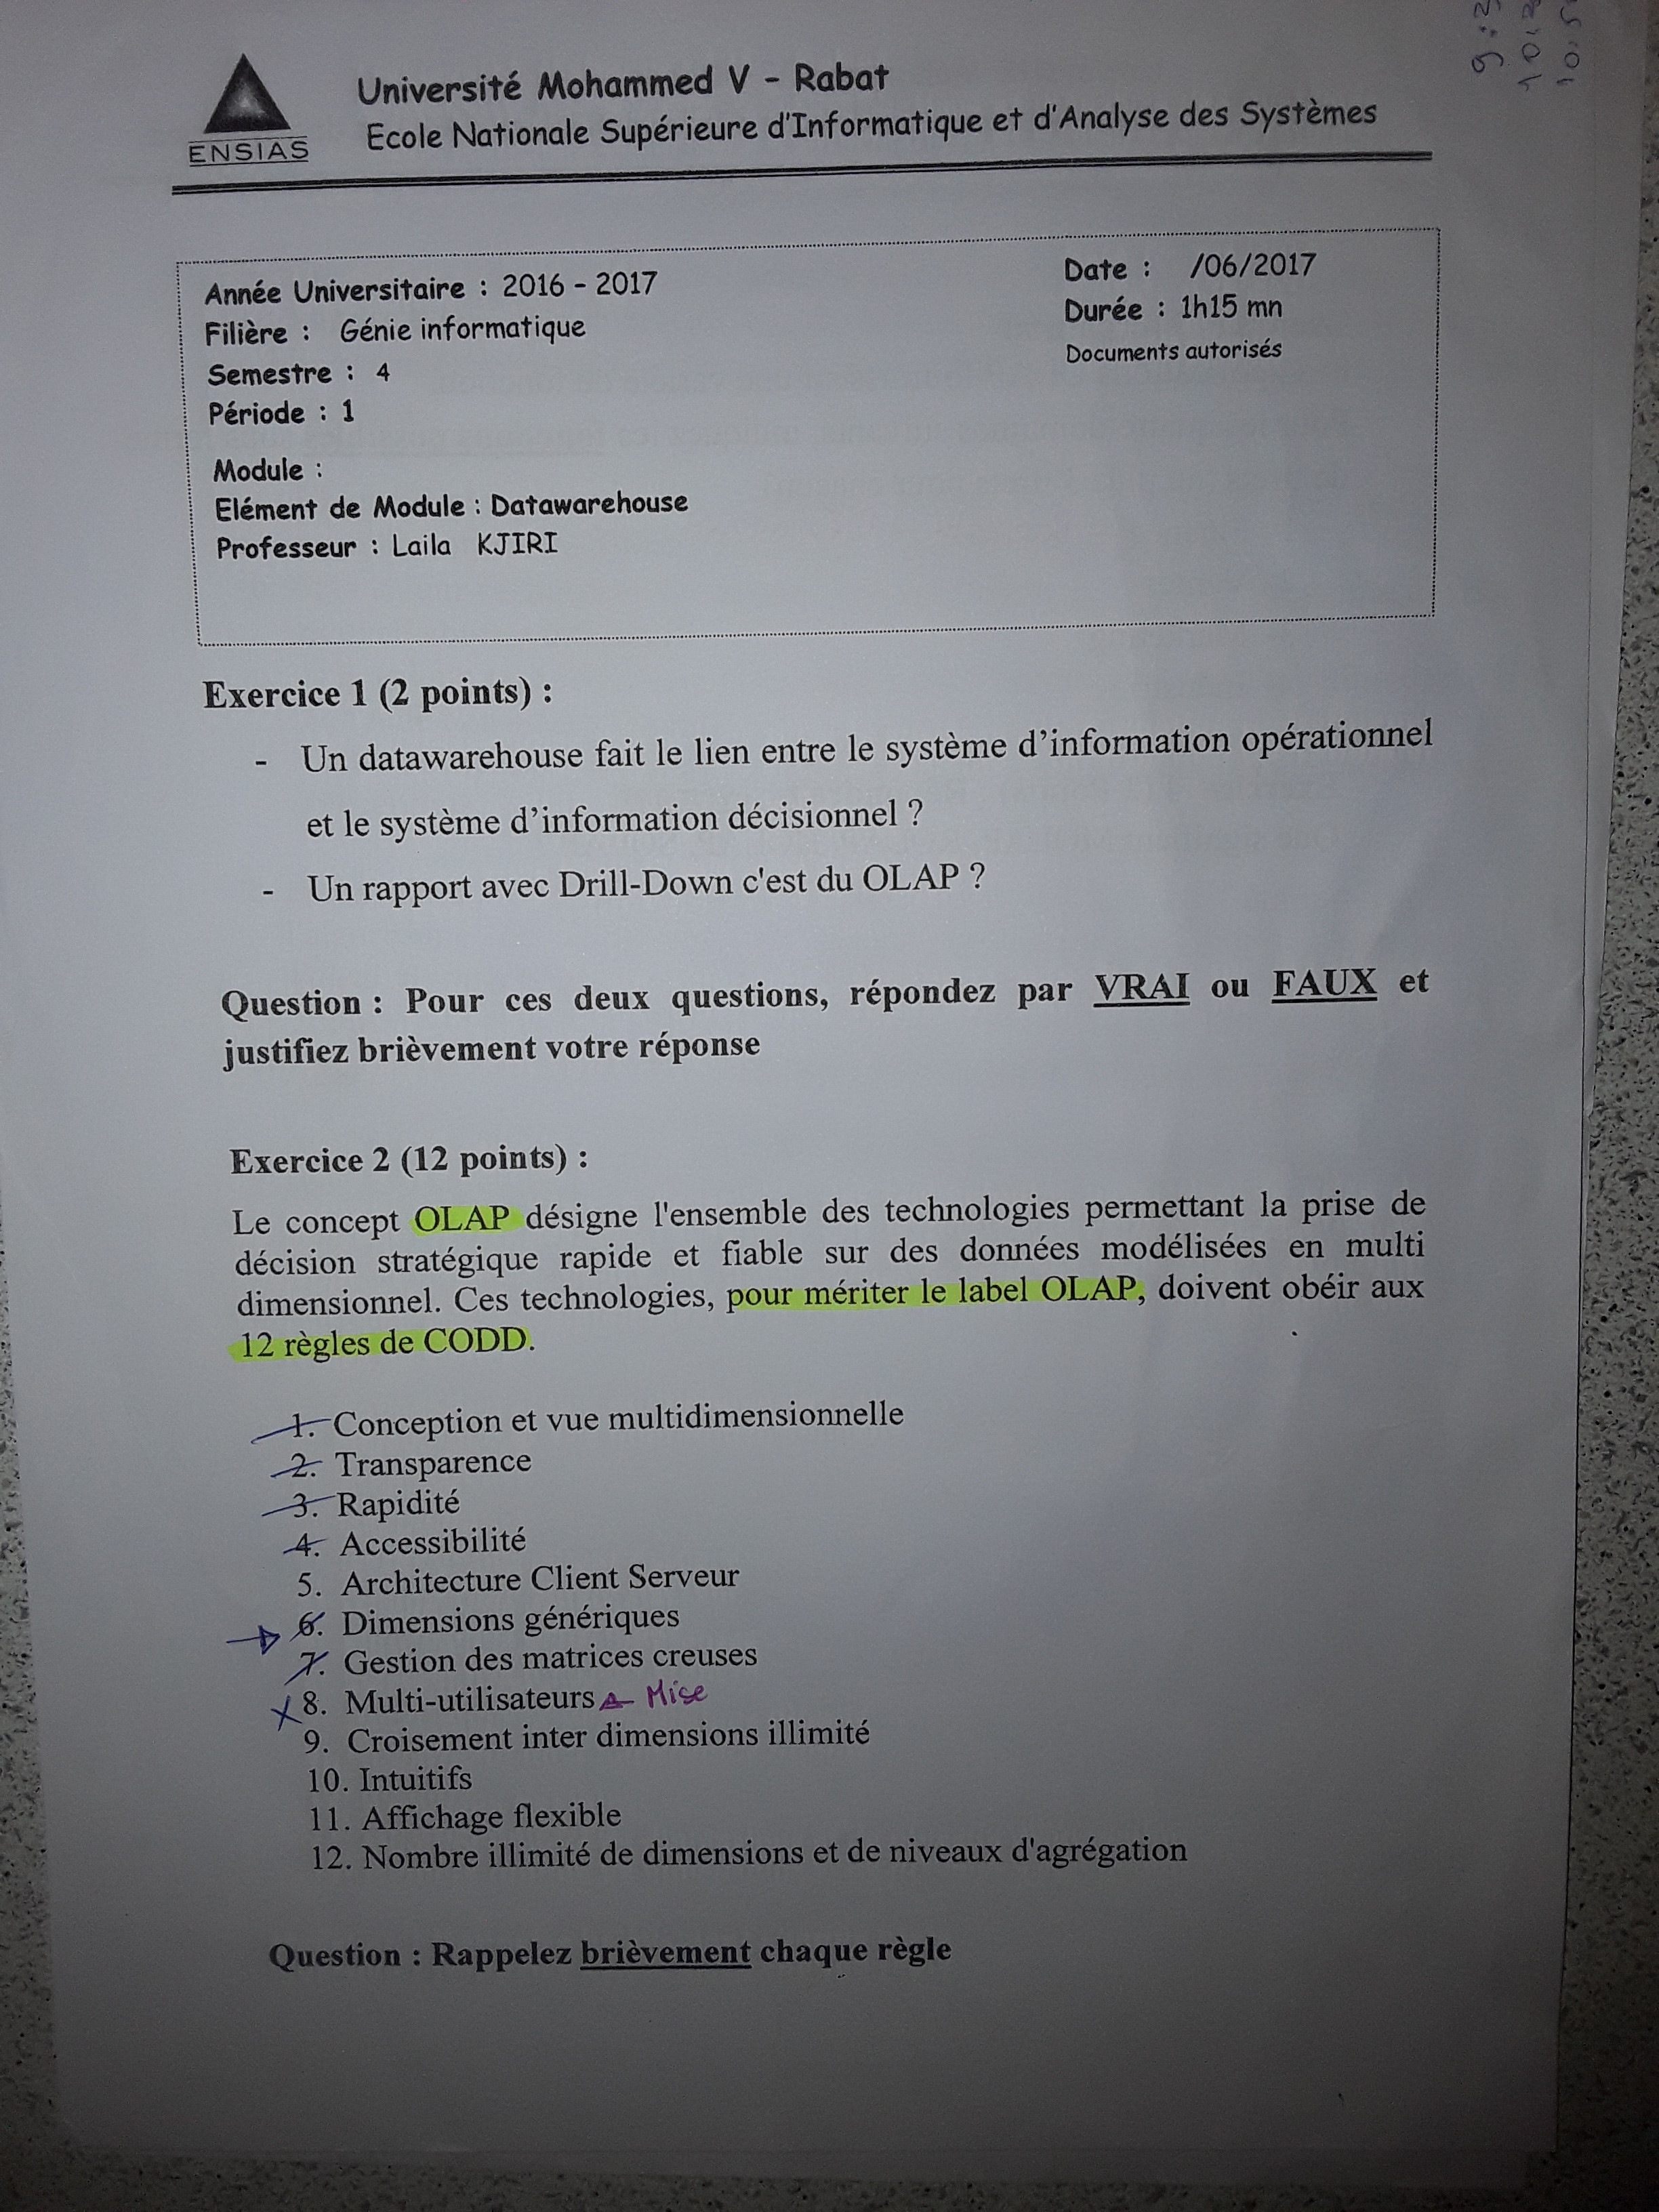 Université Mohammed V - Rabat
Ecole Nationale Supérieure d'Informatique et d'Analyse des Systèmes
ENSIAS
Année Universitaire : 2016 - 2017
Date : /06/2017
Filière : Génie informatique
Durée : 1h15 mn
Semestre : 4
Documents autorisés
Période : 1
Module :
Elément de Module : Datawarehouse
Professeur : Laila KJIRI
Exercice 1 (2 points) :
- Un datawarehouse fait le lien entre le système d'information opérationnel
et le système d'information décisionnel ?
- Un rapport avec Drill-Down c'est du OLAP ?
Question : Pour ces deux questions, répondez par VRAI ou FAUX et
justifiez brièvement votre réponse
Exercice 2 (12 points) :
Le concept OLAP désigne l'ensemble des technologies permettant la prise de
décision stratégique rapide et fiable sur des données modélisées en multi
dimensionnel. Ces technologies, pour mériter le label OLAP, doivent obéir aux
12 règles de CODD.
1. Conception et vue multidimensionnelle
2. Transparence
3. Rapidité
4. Accessibilité
5. Architecture Client Serveur
6. Dimensions génériques
7. Gestion des matrices creuses
8. Multi-utilisateurs Mise
9. Croisement inter dimensions illimité
10. Intuitifs
11. Affichage flexible
12. Nombre illimité de dimensions et de niveaux d'agrégation
Question : Rappelez brièvement chaque règle